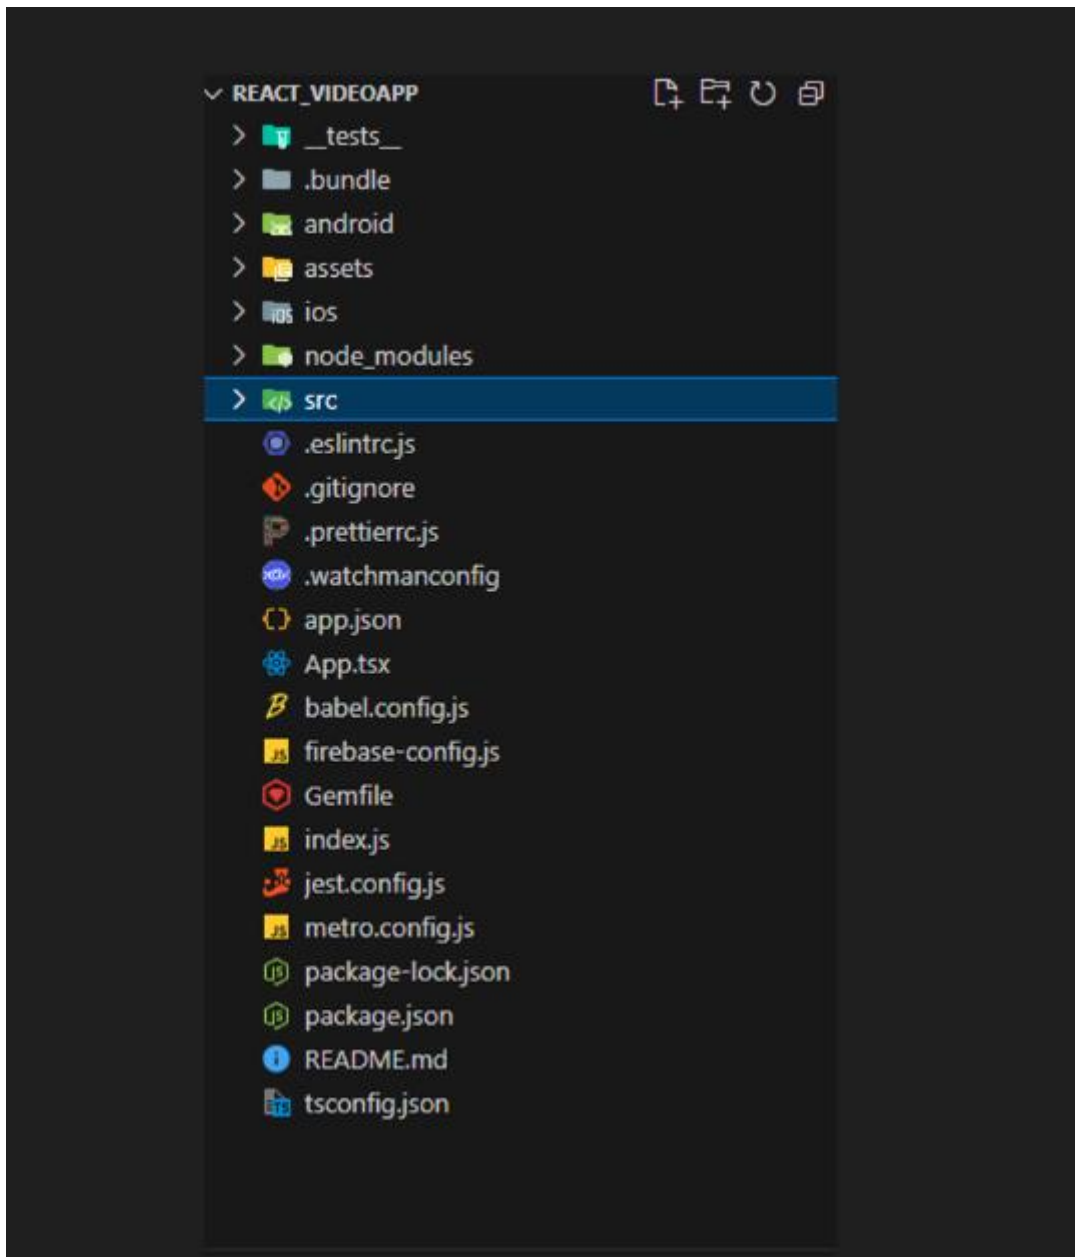 REACT_VIDEOAPP
__tests__
.bundle
android
assets
ios
node_modules
src
.eslintrc.js
.gitignore
.prettierrc.js
.watchmanconfig
app.json
App.tsx
babel.config.js
firebase-config.js
Gemfile
index.js
jest.config.js
metro.config.js
package-lock.json
package.json
README.md
tsconfig.json